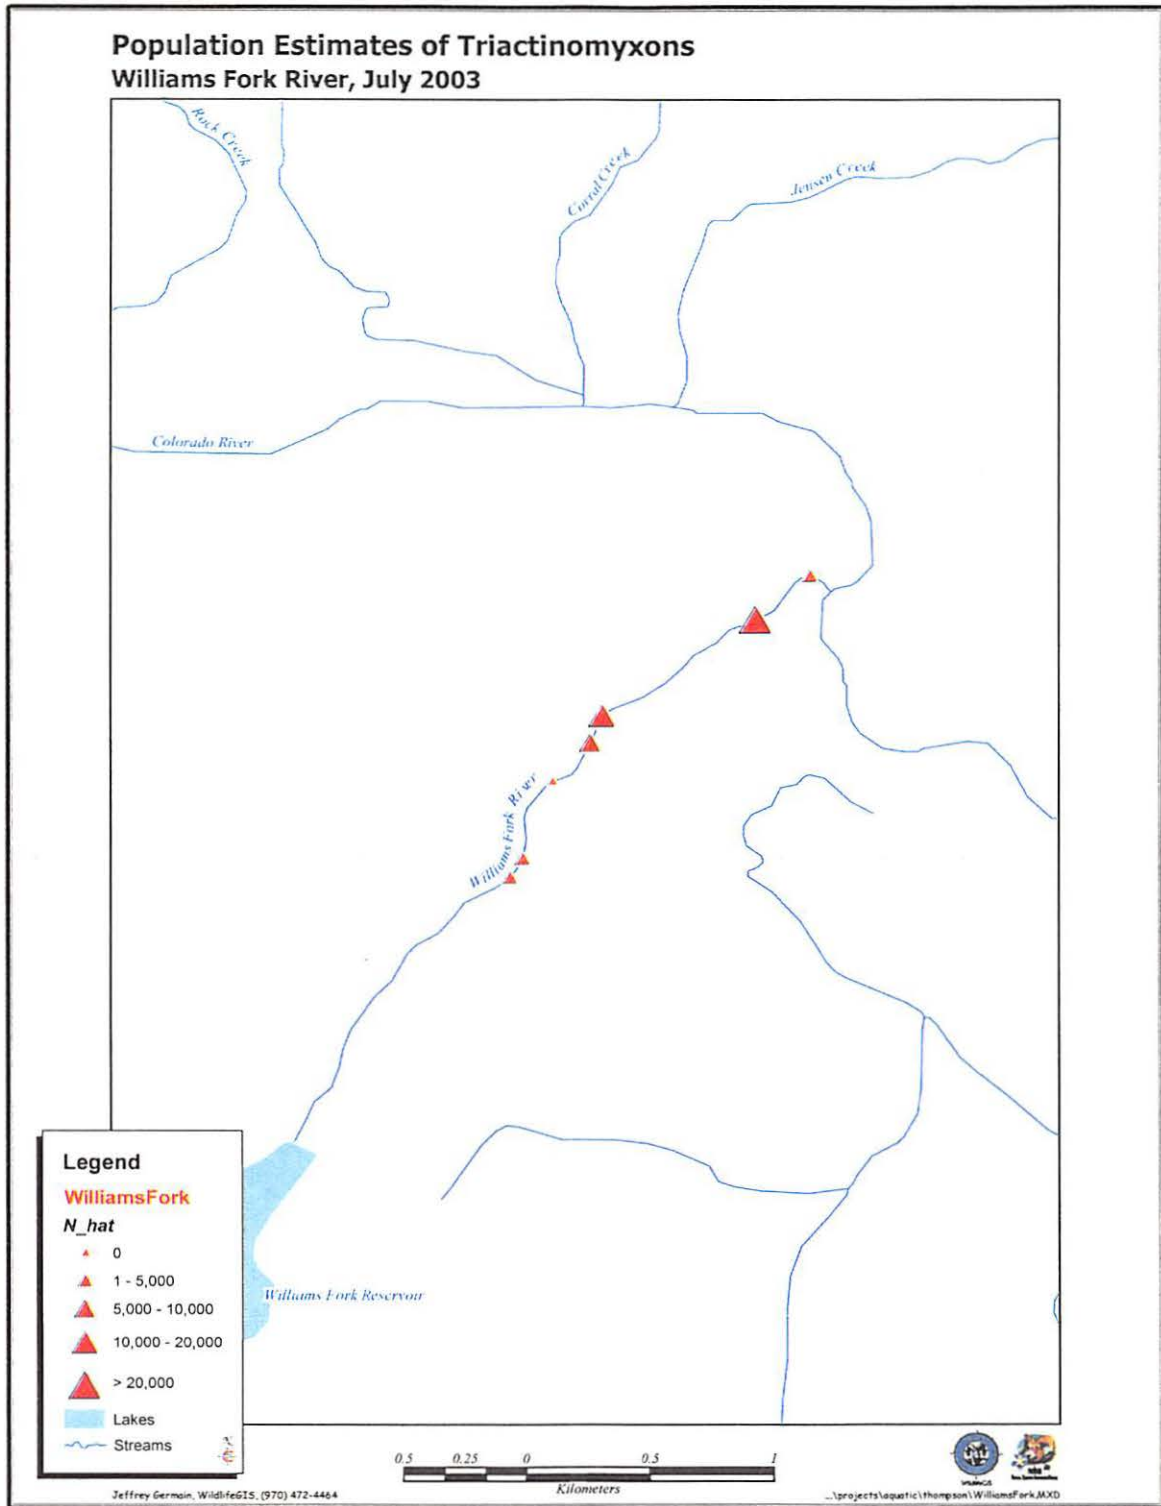 Population Estimates of Triactinomyxons
Williams Fork River, July 2003
Rock Creek
Corral Creek
Jensen Creek
Colorado River
Williams Fork River
Legend
WilliamsFork
N_hat
0
1 - 5,000
5,000 - 10,000
10,000 - 20,000
> 20,000
Lakes
Streams
Williams Fork Reservoir
0.5 0.25 0 0.5 1
Kilometers
Jeffrey Germain, WildlifeGIS, (970) 472-4464
...\projects\aquatic\thompson\WilliamsFork.MXD